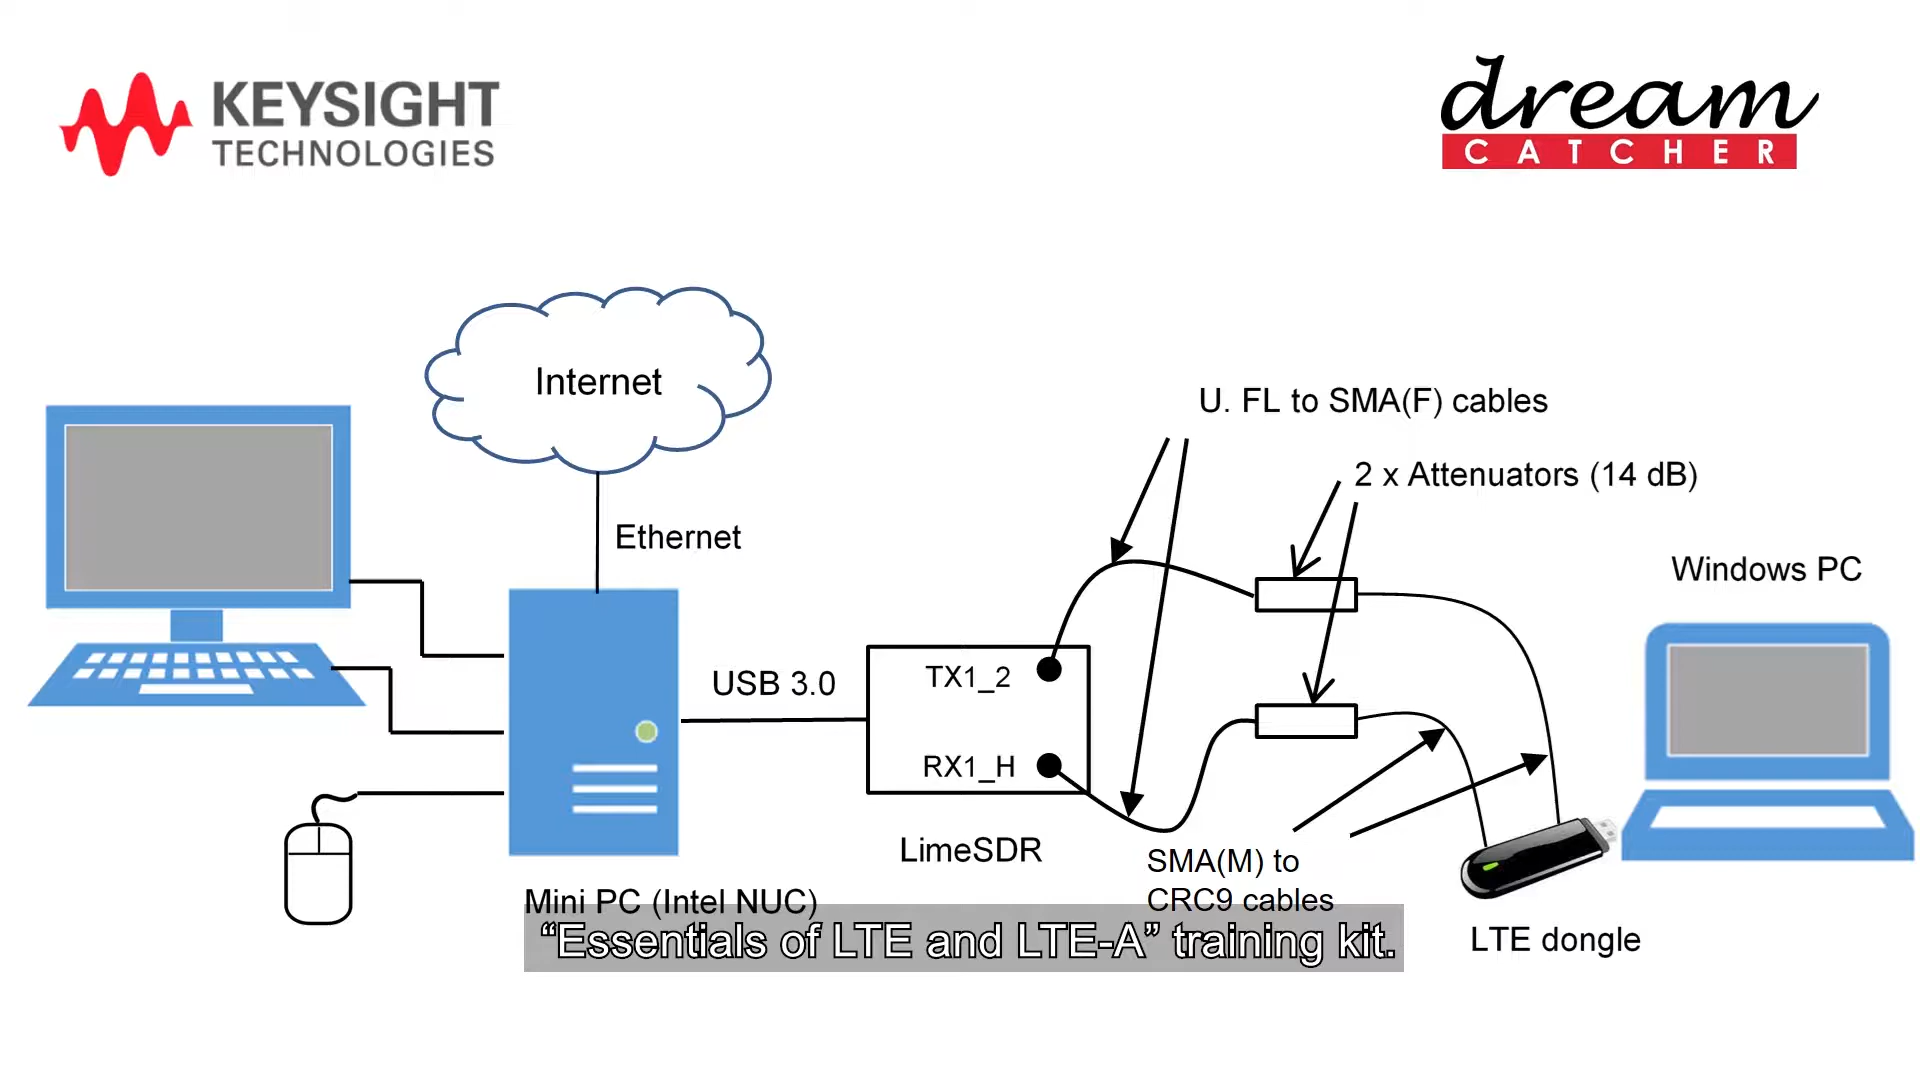 KEYSIGHT
TECHNOLOGIES
dream
CATCHER
Internet
U. FL to SMA(F) cables
2 x Attenuators (14 dB)
Ethernet
Windows PC
USB 3.0
TX1_2
RX1_H
LimeSDR
SMA(M) to
CRC9 cables
Mini PC (Intel NUC)
LTE dongle
“Essentials of LTE and LTE-A” training kit.